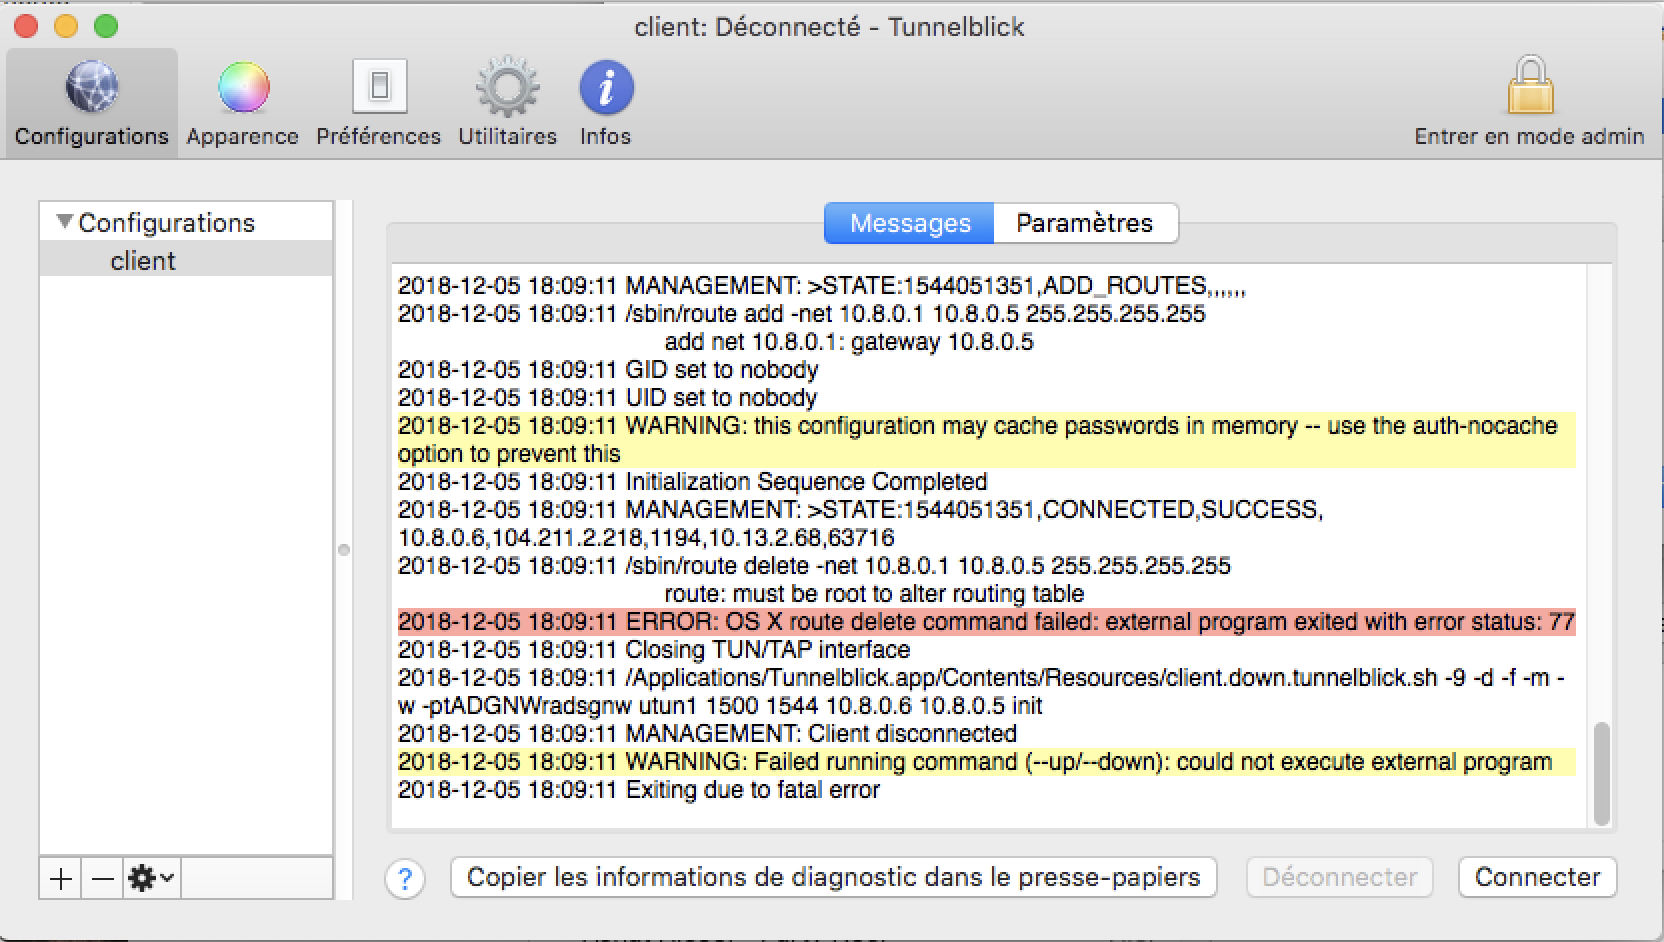 client: Déconnecté - Tunnelblick
Configurations
Apparence
Préférences
Utilitaires
Infos
Entrer en mode admin
Configurations
client
Messages
Paramètres
2018-12-05 18:09:11 MANAGEMENT: >STATE:1544051351,ADD_ROUTES,,,,,,
2018-12-05 18:09:11 /sbin/route add -net 10.8.0.1 10.8.0.5 255.255.255.255
add net 10.8.0.1: gateway 10.8.0.5
2018-12-05 18:09:11 GID set to nobody
2018-12-05 18:09:11 UID set to nobody
2018-12-05 18:09:11 WARNING: this configuration may cache passwords in memory -- use the auth-nocache
option to prevent this
2018-12-05 18:09:11 Initialization Sequence Completed
2018-12-05 18:09:11 MANAGEMENT: >STATE:1544051351,CONNECTED,SUCCESS,
10.8.0.6,104.211.2.218,1194,10.13.2.68,63716
2018-12-05 18:09:11 /sbin/route delete -net 10.8.0.1 10.8.0.5 255.255.255.255
route: must be root to alter routing table
2018-12-05 18:09:11 ERROR: OS X route delete command failed: external program exited with error status: 77
2018-12-05 18:09:11 Closing TUN/TAP interface
2018-12-05 18:09:11 /Applications/Tunnelblick.app/Contents/Resources/client.down.tunnelblick.sh -9 -d -f -m -
w -ptADGNWradsgnw utun1 1500 1544 10.8.0.6 10.8.0.5 init
2018-12-05 18:09:11 MANAGEMENT: Client disconnected
2018-12-05 18:09:11 WARNING: Failed running command (--up/--down): could not execute external program
2018-12-05 18:09:11 Exiting due to fatal error
?
Copier les informations de diagnostic dans le presse-papiers
Déconnecter
Connecter